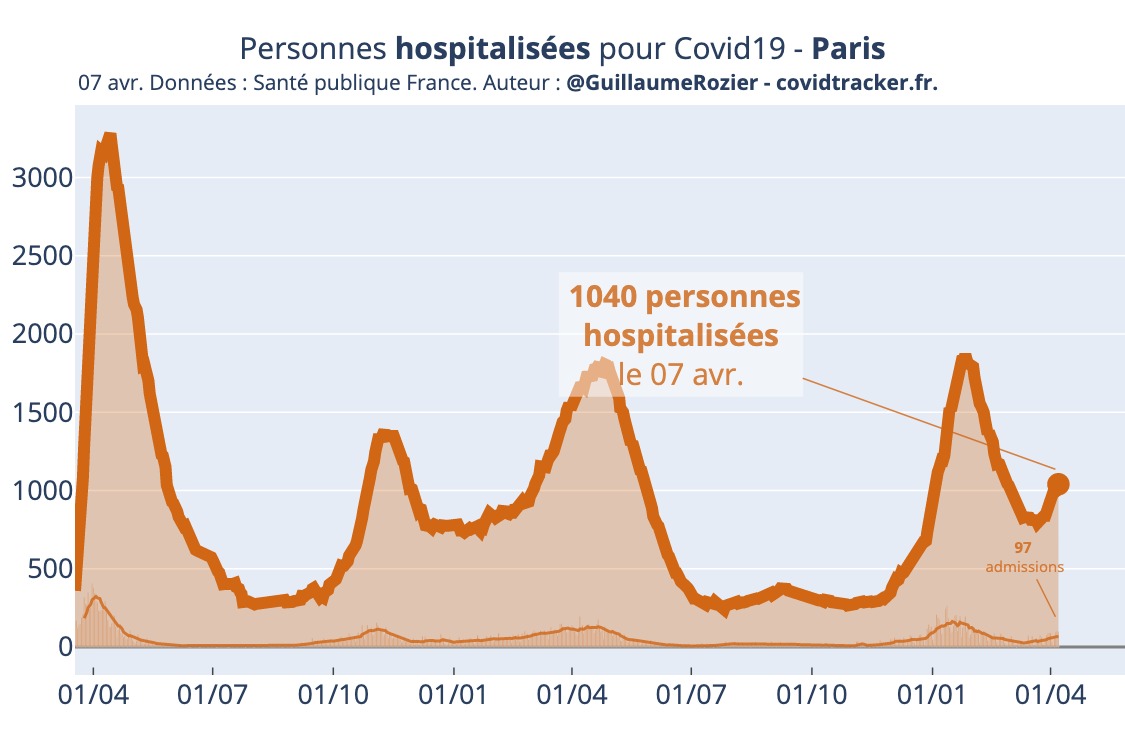 Personnes hospitalisées pour Covid19 - Paris
07 avr. Données : Santé publique France. Auteur : @GuillaumeRozier - covidtracker.fr.
3000
2500
2000
1500
1000
500
0
1040 personnes
hospitalisées
le 07 avr.
97
admissions
01/04
01/07
01/10
01/01
01/04
01/07
01/10
01/01
01/04